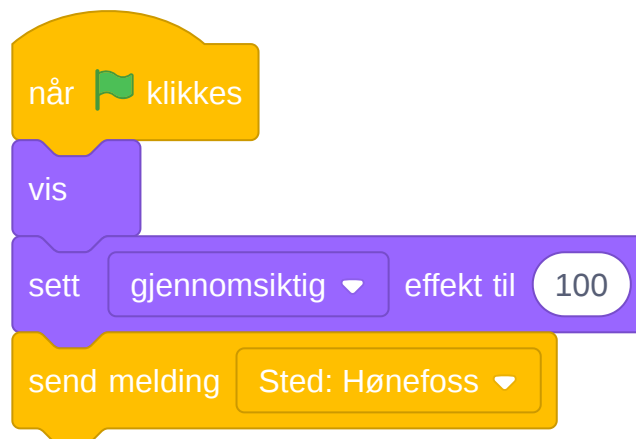 når klikkes
vis
sett gjennomsiktig effekt til 100
send melding Sted: Hønefoss